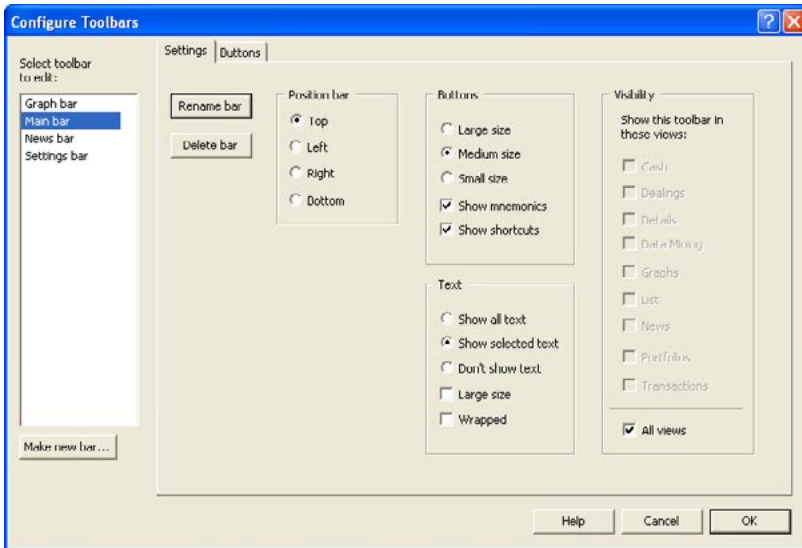 Configure Toolbars
Select toolbar
to edit:
Graph bar
Main bar
News bar
Settings bar
Make new bar...
Settings
Buttons
Rename bar
Delete bar
Position bar
Top
Left
Right
Bottom
Buttons
Large size
Medium size
Small size
Show mnemonics
Show shortcuts
Text
Show all text
Show selected text
Don't show text
Large size
Wrapped
Visibility
Show this toolbar in
these views:
Cash
Dealings
Details
Data Mining
Graphs
List
News
Portfolios
Transactions
All views
Help
Cancel
OK